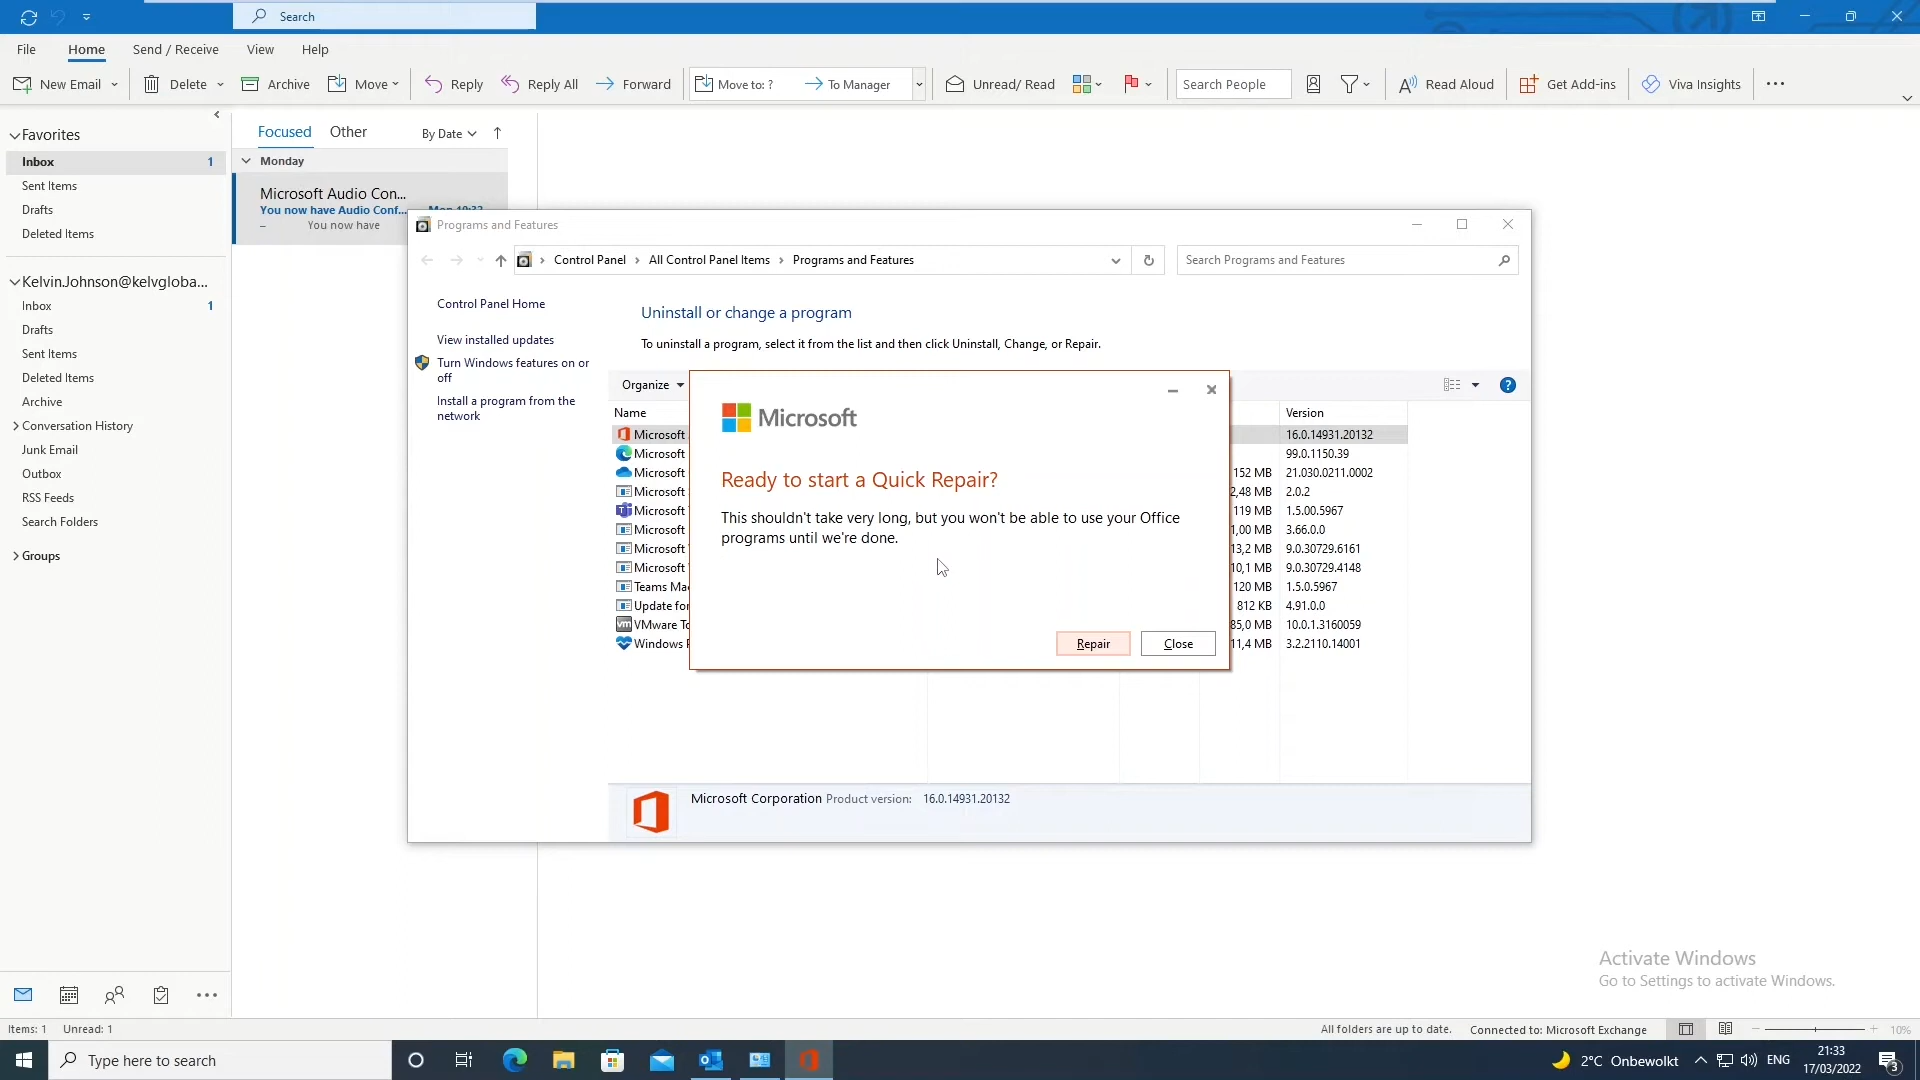 Search
File Home Send / Receive View Help
New Email Delete Archive Move Reply Reply All Forward Move to: ? To Manager Unread/ Read Search People Read Aloud Get Add-ins Viva Insights
Favorites
Inbox 1
Sent Items
Drafts
Deleted Items
Kelvin.Johnson@kelvgloba...
Inbox 1
Drafts
Sent Items
Deleted Items
Archive
Conversation History
Junk Email
Outbox
RSS Feeds
Search Folders
Groups
Focused Other By Date
Monday
Microsoft Audio Con...
You now have Audio Conf...
You now have
Programs and Features
Control Panel All Control Panel Items Programs and Features
Search Programs and Features
Control Panel Home
View installed updates
Turn Windows features on or
off
Install a program from the
network
Uninstall or change a program
To uninstall a program, select it from the list and then click Uninstall, Change, or Repair.
Organize
Name Version
Microsoft 16.0.14931.20132
Microsoft 99.0.1150.39
Microsoft 152 MB 21.030.0211.0002
Microsoft 2,48 MB 2.0.2
Microsoft 119 MB 1.5.00.5967
Microsoft 1,00 MB 3.66.0.0
Microsoft 13,2 MB 9.0.30729.6161
Microsoft 10,1 MB 9.0.30729.4148
Teams Ma 120 MB 1.5.0.5967
Update for 812 KB 4.91.0.0
VMware To 85,0 MB 10.0.1.3160059
Windows 11,4 MB 3.2.2110.14001
Microsoft
Ready to start a Quick Repair?
This shouldn't take very long, but you won't be able to use your Office
programs until we're done.
Repair Close
Microsoft Corporation Product version: 16.0.14931.20132
Activate Windows
Go to Settings to activate Windows.
Items: 1 Unread: 1
All folders are up to date. Connected to: Microsoft Exchange 10%
Type here to search
2°C Onbewolkt ENG
21:33
17/03/2022
3